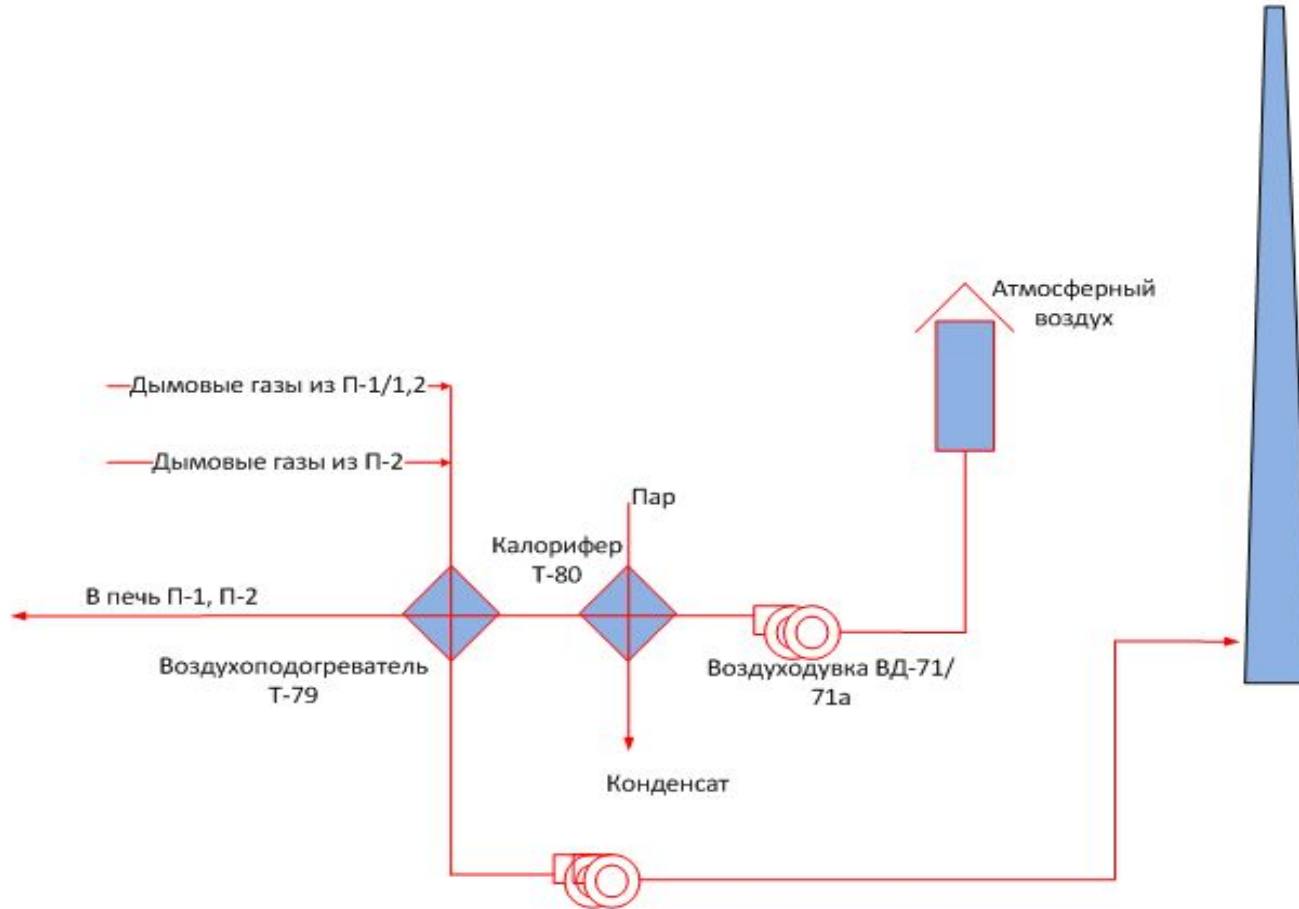 Атмосферный
воздух
Дымовые газы из П-1/1,2
Дымовые газы из П-2
Пар
Калорифер
Т-80
В печь П-1, П-2
Воздухоподогреватель
Т-79
Воздуходувка ВД-71/
71а
Конденсат